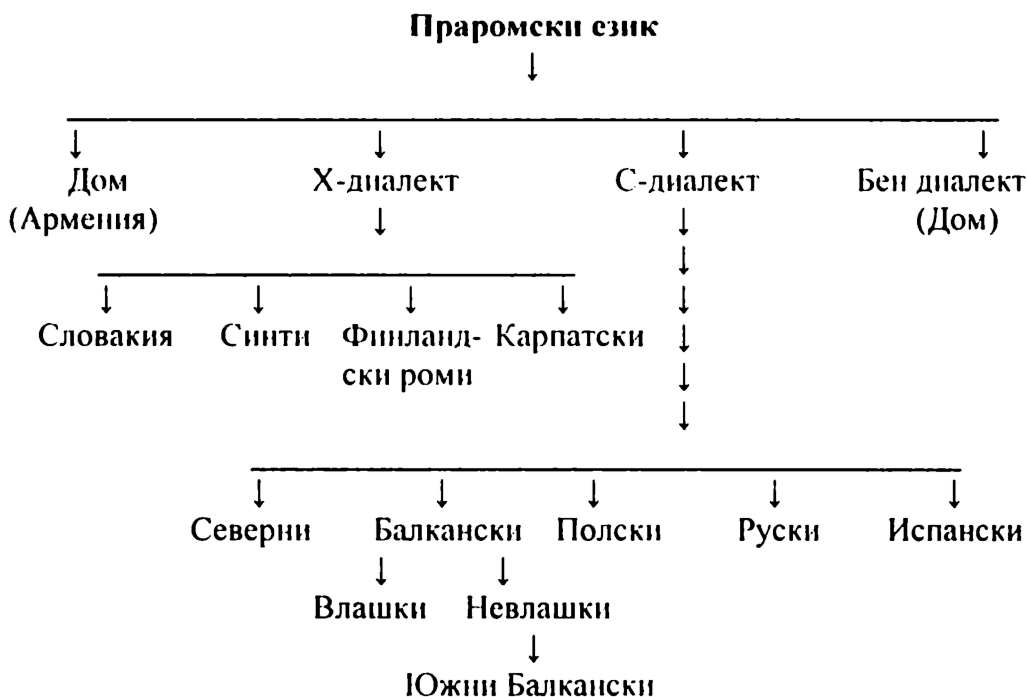 Праромски език
Дом Х-диалект С-диалект Бен диалект
(Армения) (Дом)
Словакия Синти Финланд- Карпатски
ски роми
Северни Балкански Полски Руски Испански
Влашки Невлашки
Южни Балкански